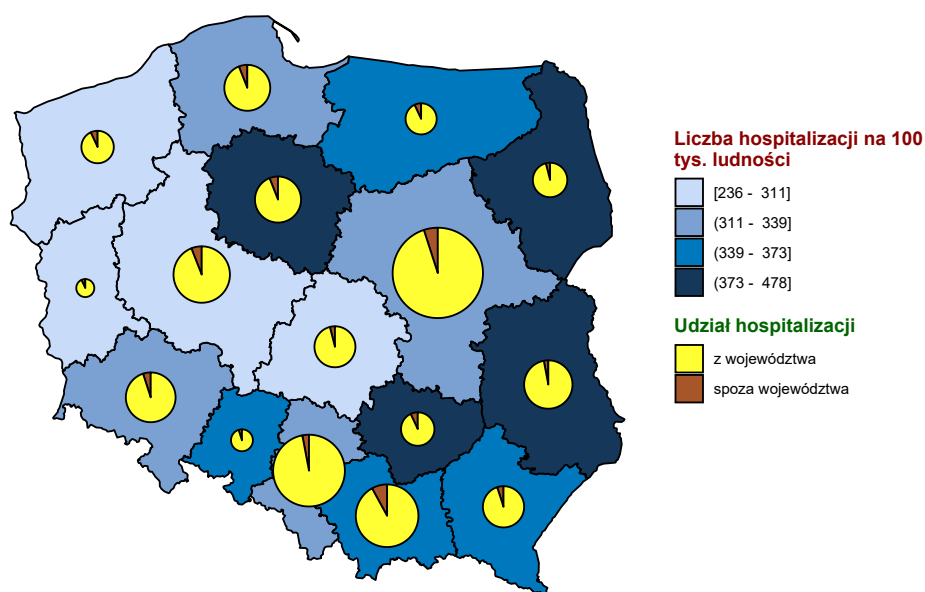 Liczba hospitalizacji na 100
tys. ludności
[236 - 311]
(311 - 339]
(339 - 373]
(373 - 478]
Udział hospitalizacji
z województwa
spoza województwa